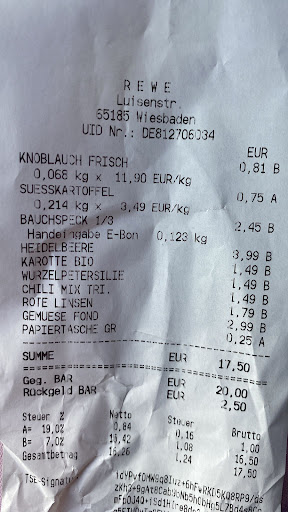 REWE
Luisenstr.
65185 Wiesbaden
UID Nr.: DE812706034
EUR
KNOBLAUCH FRISCH 0,81 B
0,068 kg x 11,90 EUR/kg
SUESSKARTOFFEL 0,75 A
0,214 kg x 3,49 EUR/kg
BAUCHSPECK 1/3 2,45 B
Handeingabe E-Bon 0,123 kg
HEIDELBEERE 3,99 B
KAROTTE BIO 1,49 B
WURZELPETERSILIE 1,49 B
CHILI MIX TRI. 1,49 B
ROTE LINSEN 1,79 B
GEMUESE FOND 2,99 B
PAPIERTASCHE GR 0,25 A
SUMME EUR 17,50
Geg. BAR EUR 20,00
Rückgeld BAR EUR 2,50
Steuer % Netto Steuer Brutto
A= 19,0% 0,84 0,16 1,00
B= 7,0% 15,42 1,08 16,50
Gesamtbetrag 16,26 1,24 17,50
TSE-Signatur